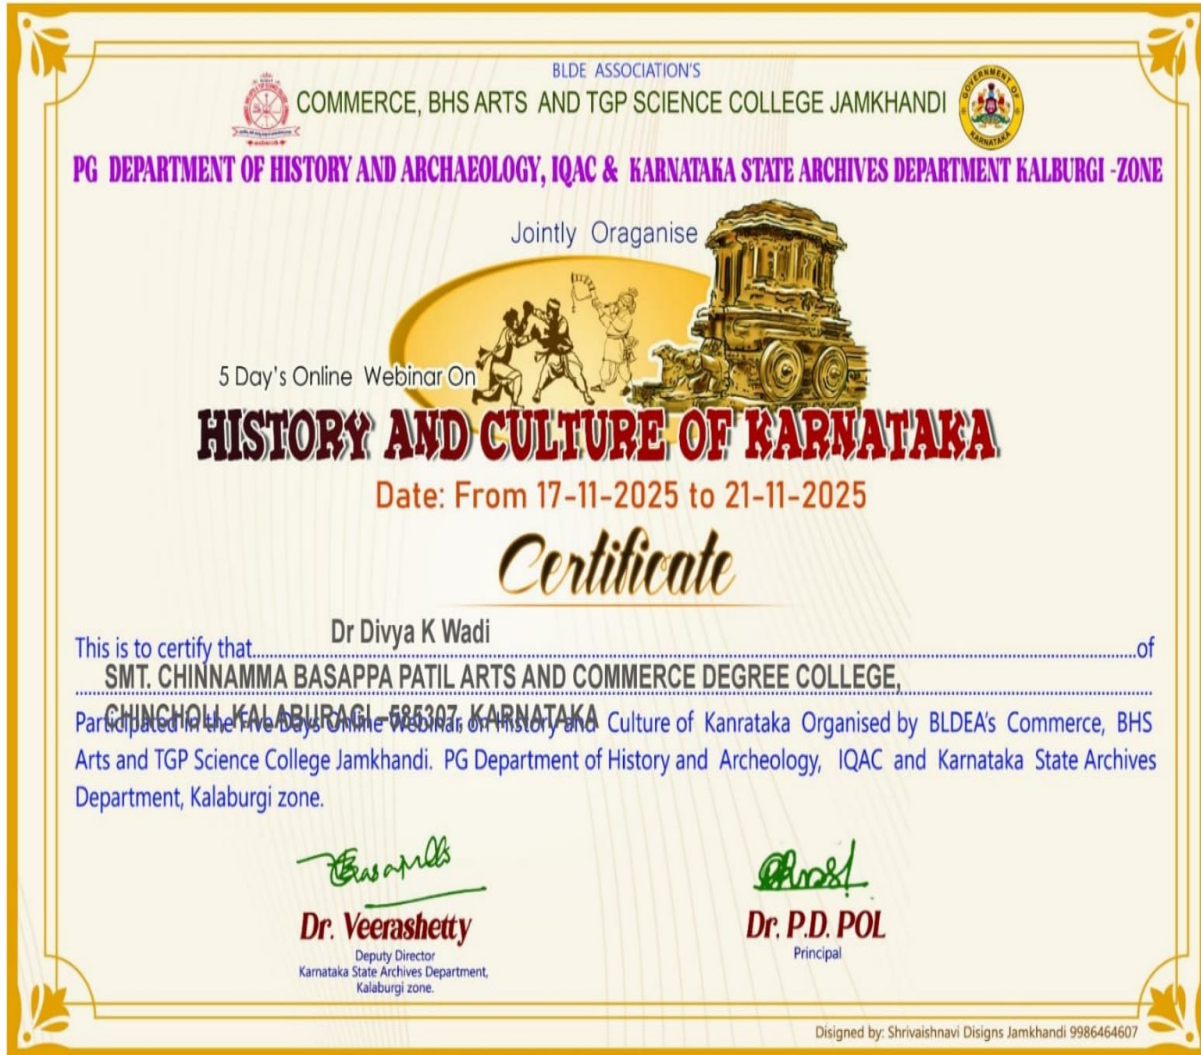 BLDE ASSOCIATION'S
COMMERCE, BHS ARTS AND TGP SCIENCE COLLEGE JAMKHANDI
GOVERNMENT OF
KARNATAKA
PG DEPARTMENT OF HISTORY AND ARCHAEOLOGY, IQAC & KARNATAKA STATE ARCHIVES DEPARTMENT KALBURGI -ZONE
Jointly Oraganise
5 Day's Online Webinar On
HISTORY AND CULTURE OF KARNATAKA
Date: From 17-11-2025 to 21-11-2025
Certificate
Dr Divya K Wadi
This is to certify that of
SMT. CHINNAMMA BASAPPA PATIL ARTS AND COMMERCE DEGREE COLLEGE,
CHINCHOLI, KALABURAGI -585307, KARNATAKA
Participated in the Five Days Online Webinar, on History and Culture of Kanrataka Organised by BLDEA's Commerce, BHS
Arts and TGP Science College Jamkhandi. PG Department of History and Archeology, IQAC and Karnataka State Archives
Department, Kalaburgi zone.
Dr. Veerashetty
Deputy Director
Karnataka State Archives Department,
Kalaburgi zone.
Dr. P.D. POL
Principal
Disigned by: Shrivaishnavi Disigns Jamkhandi 9986464607